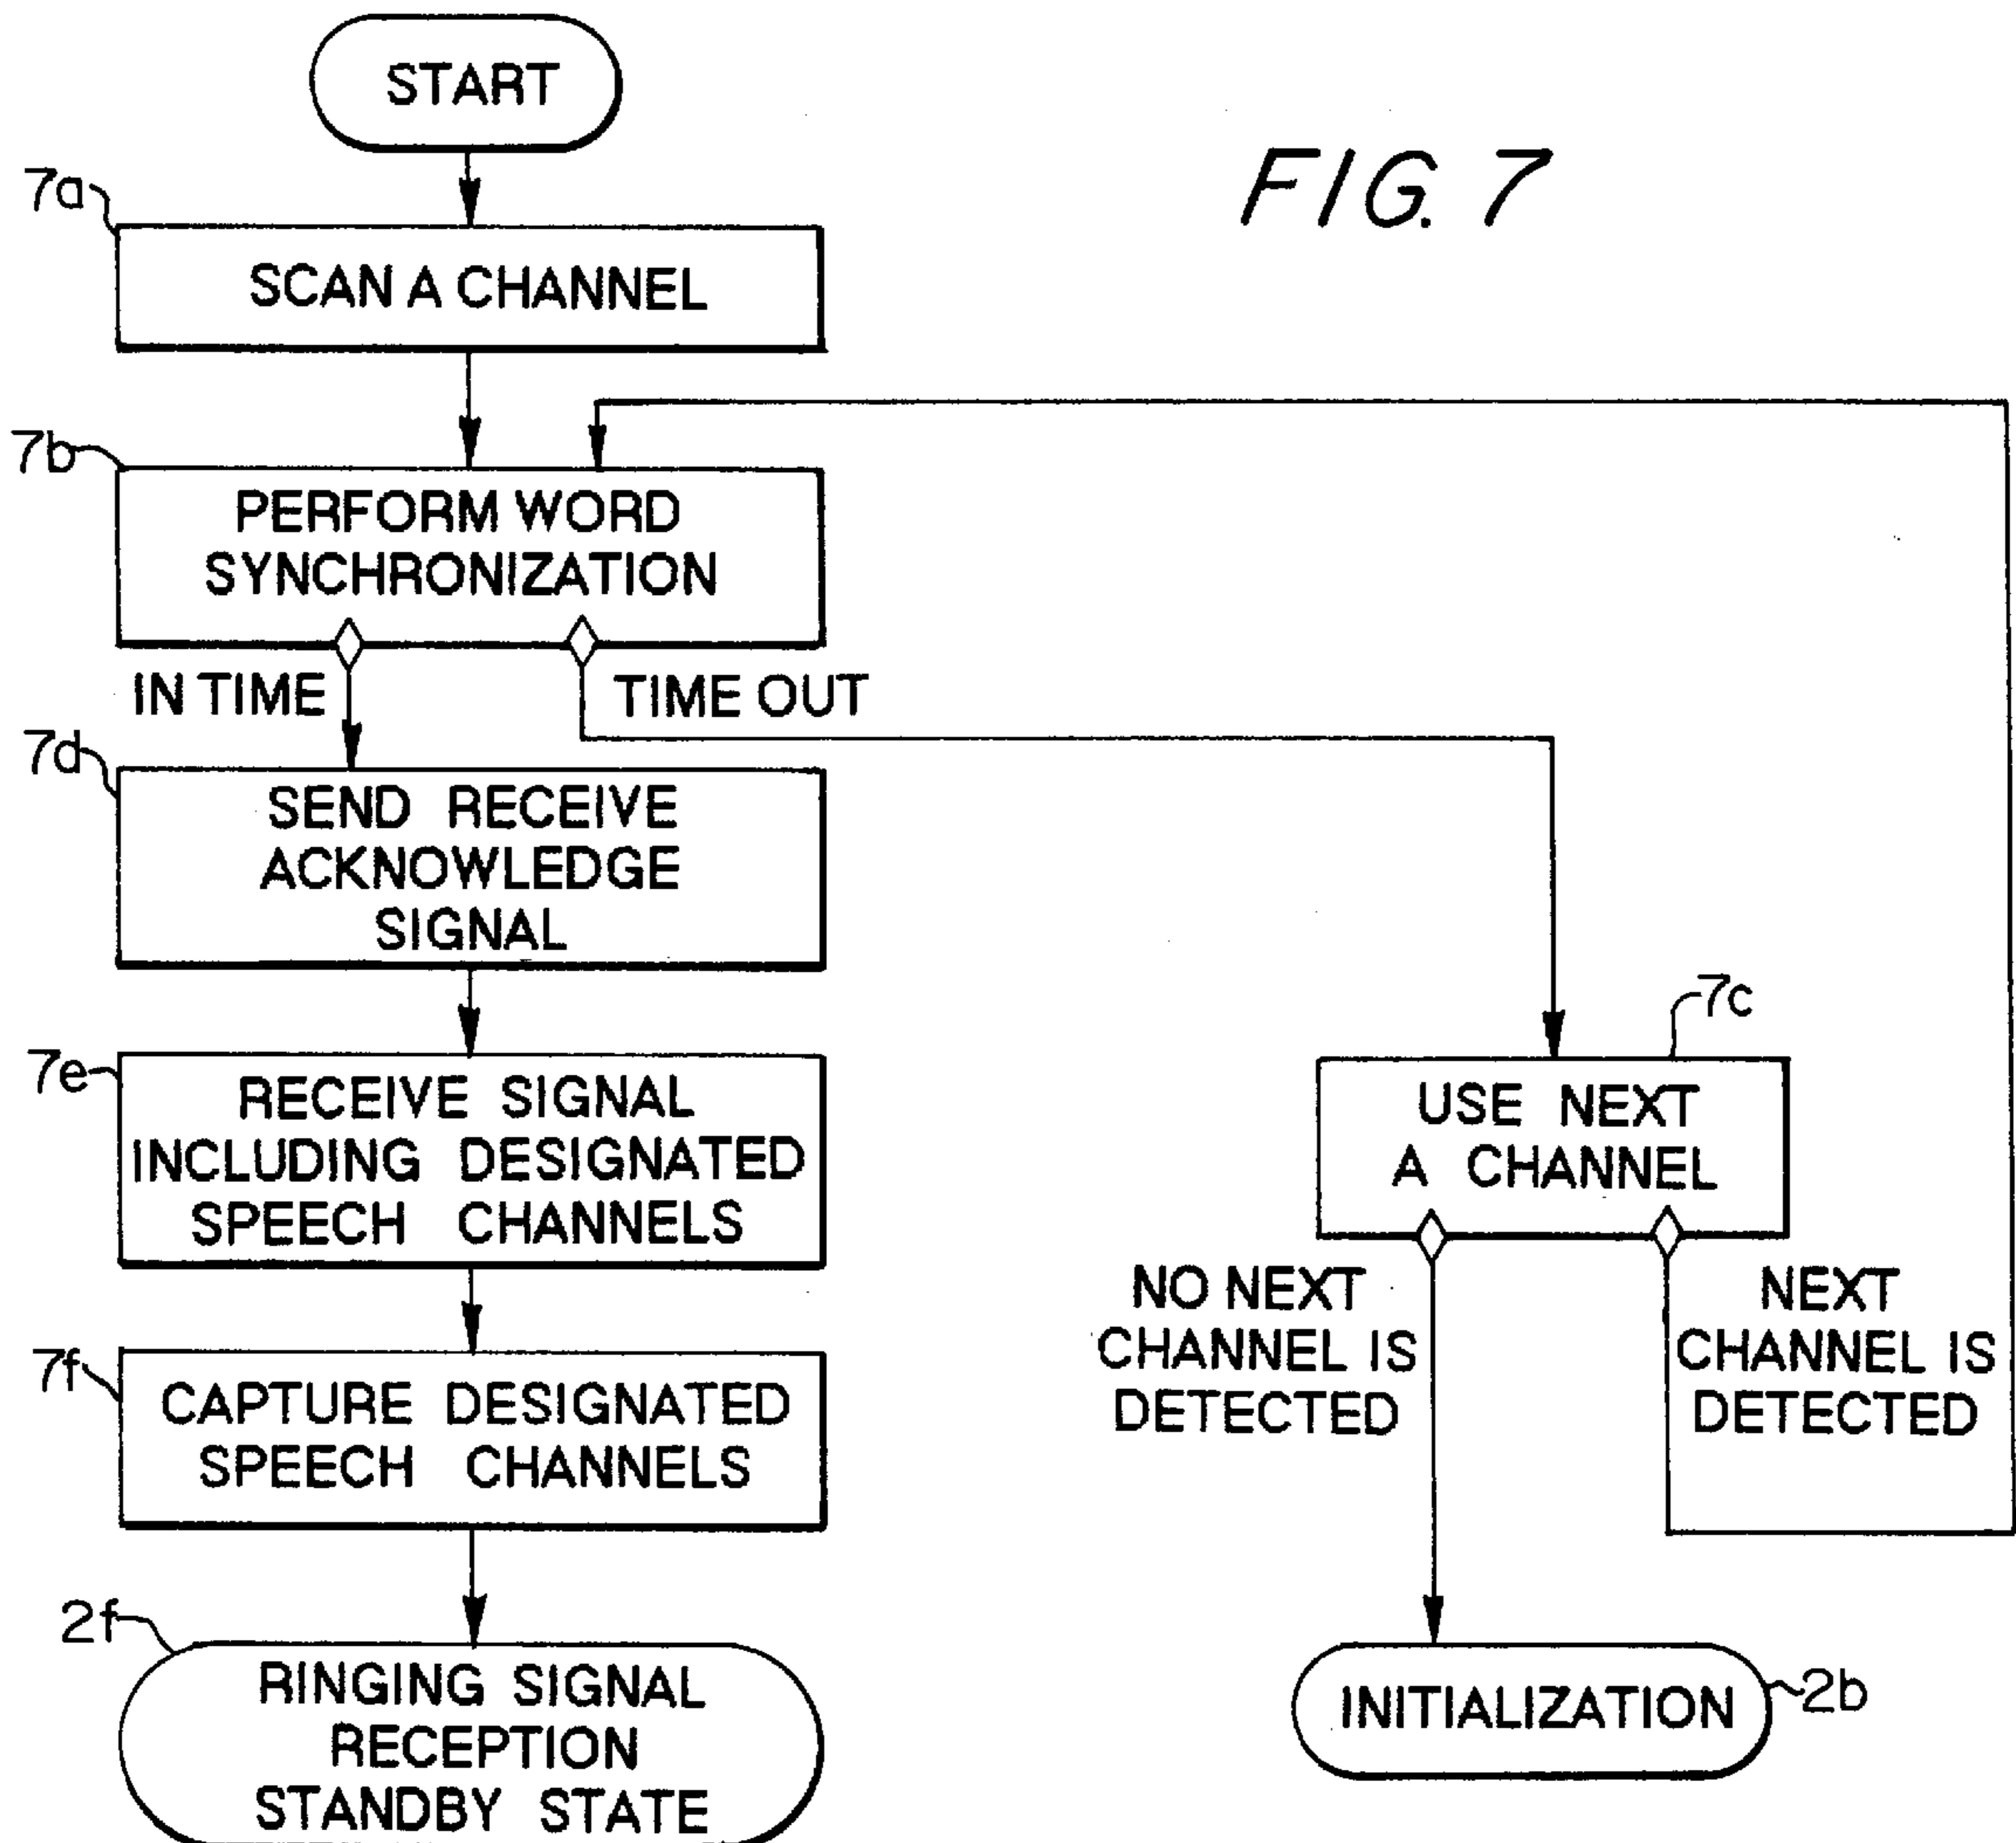 START
FIG. 7
7a
SCAN A CHANNEL
7b
PERFORM WORD
SYNCHRONIZATION
IN TIME
TIME OUT
7d
SEND RECEIVE
ACKNOWLEDGE
SIGNAL
7e
RECEIVE SIGNAL
INCLUDING DESIGNATED
SPEECH CHANNELS
7f
CAPTURE DESIGNATED
SPEECH CHANNELS
2f
RINGING SIGNAL
RECEPTION
STANDBY STATE
7c
USE NEXT
A CHANNEL
NO NEXT
CHANNEL IS
DETECTED
NEXT
CHANNEL IS
DETECTED
INITIALIZATION
2b